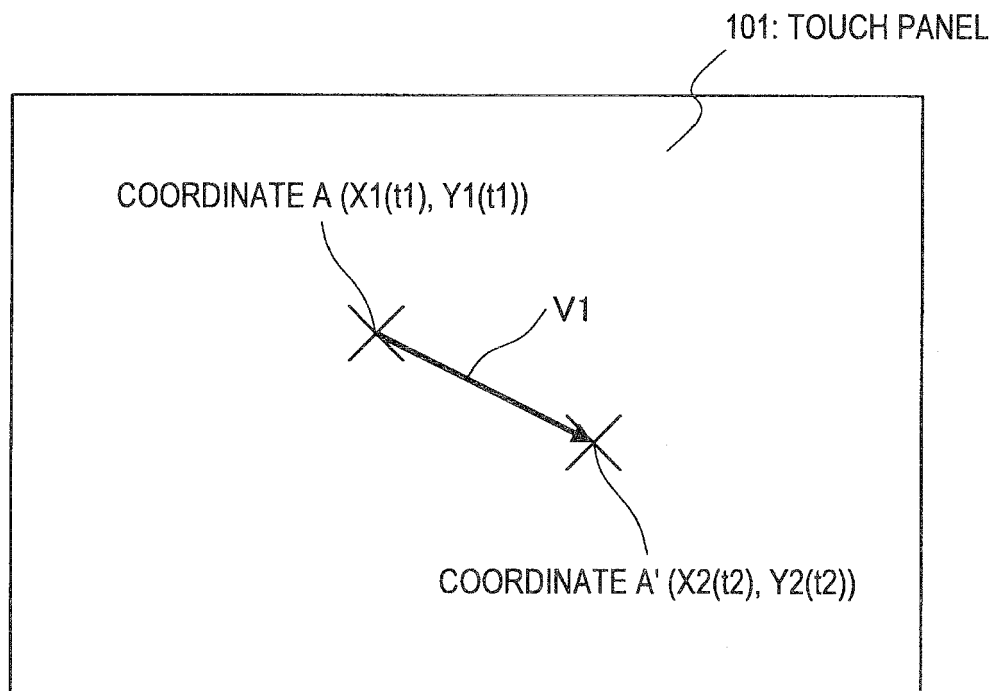 101: TOUCH PANEL
COORDINATE A (X1(t1), Y1(t1))
V1
COORDINATE A' (X2(t2), Y2(t2))